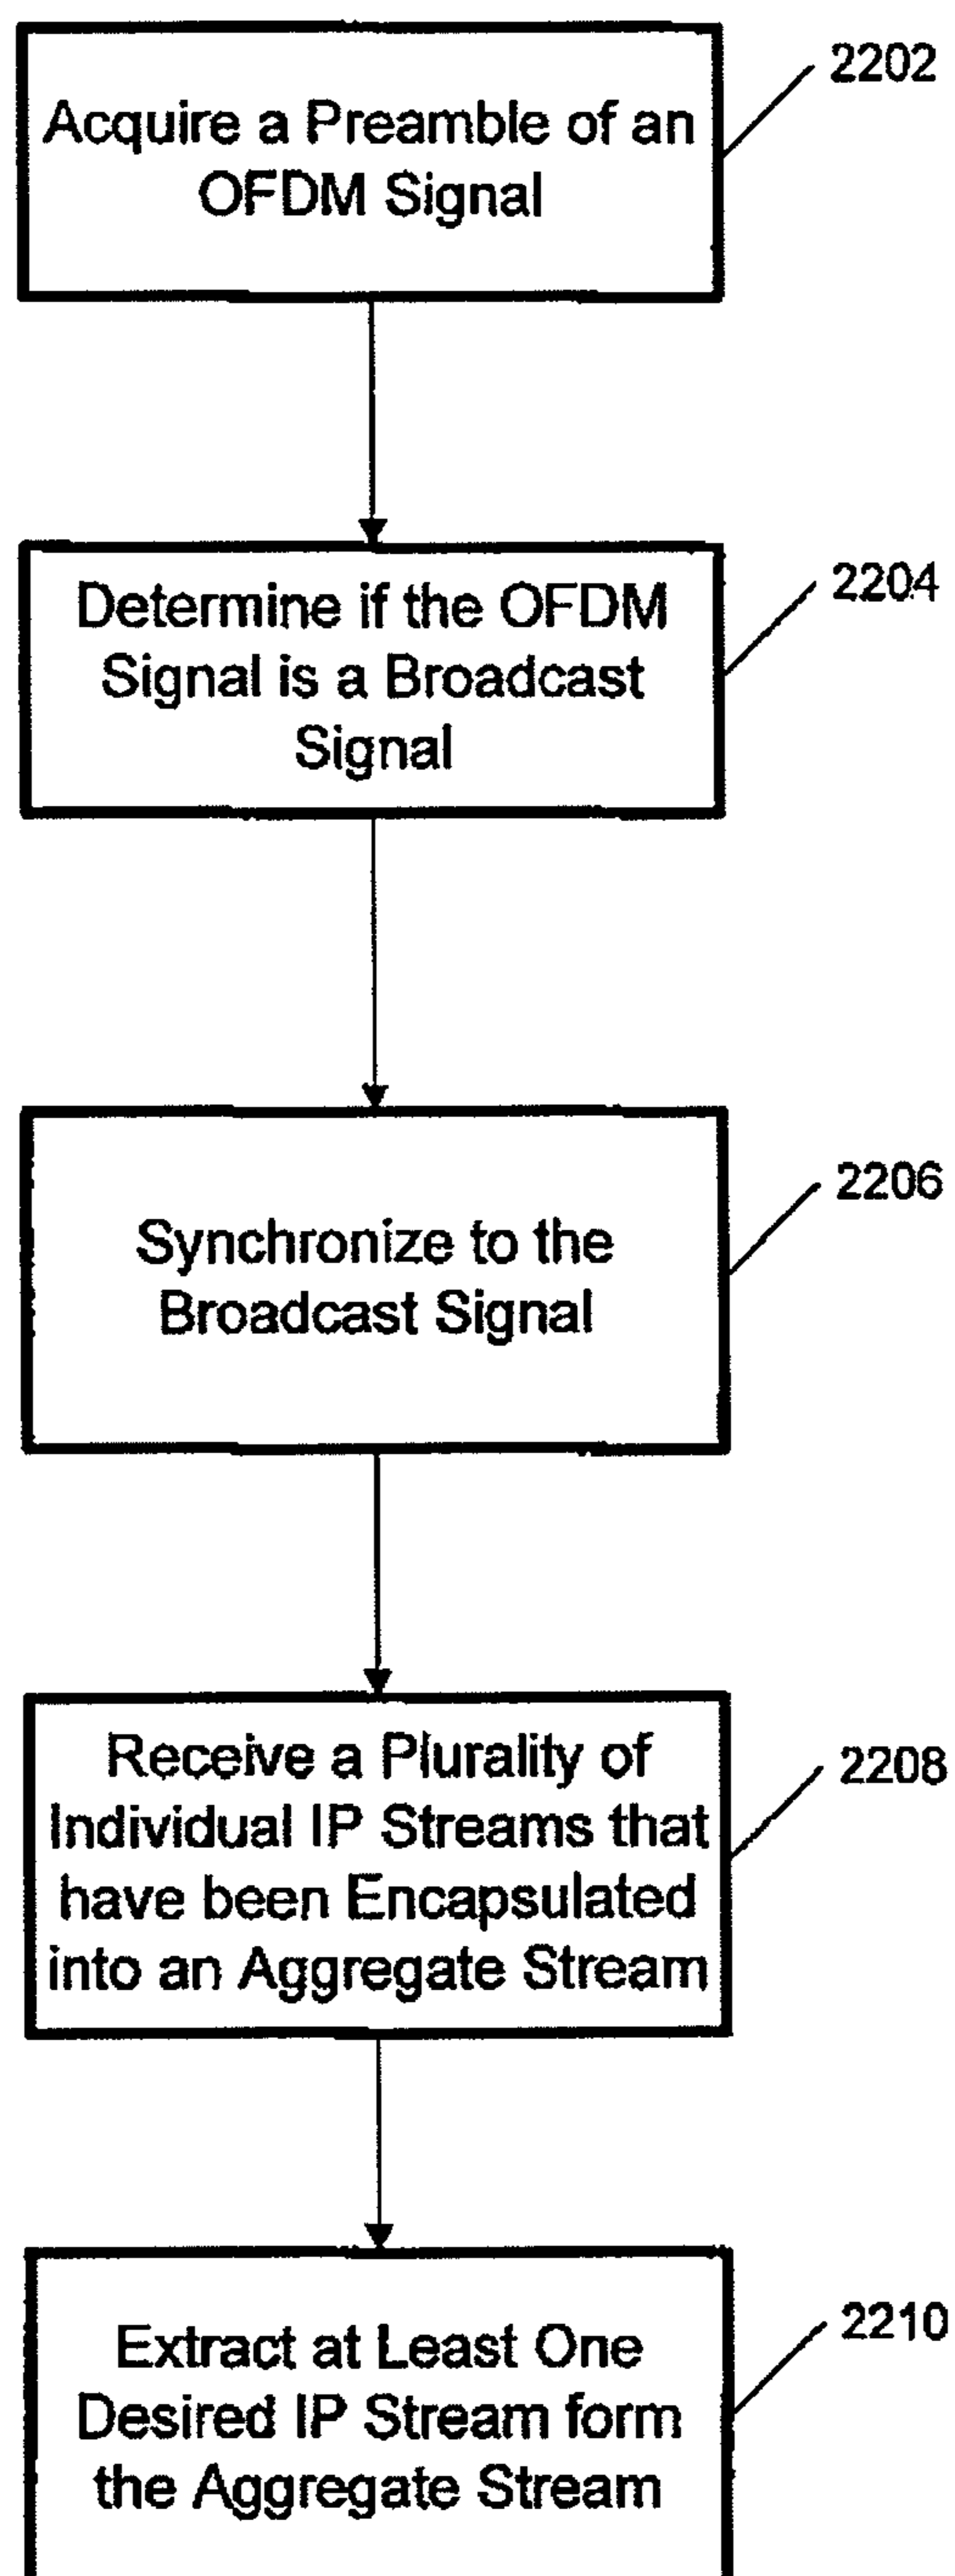 Acquire a Preamble of an
OFDM Signal
2202
Determine if the OFDM
Signal is a Broadcast
Signal
2204
Synchronize to the
Broadcast Signal
2206
Receive a Plurality of
Individual IP Streams that
have been Encapsulated
into an Aggregate Stream
2208
Extract at Least One
Desired IP Stream form
the Aggregate Stream
2210